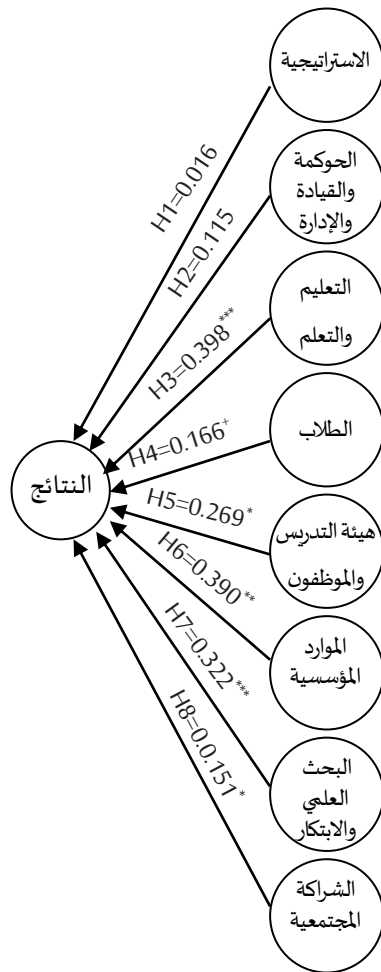 الاستراتيجية
H1=0.016
الحوكمة
والقيادة
والإدارة
H2=0.115
التعليم
والتعلم
H3=0.398***
الطلاب
H4=0.166+
النتائج
هيئة التدريس
والموظفون
H5=0.269*
الموارد
المؤسسية
H6=0.390**
البحث
العلمي
والابتكار
H7=0.322***
الشراكة
المجتمعية
H8=0.0.151*